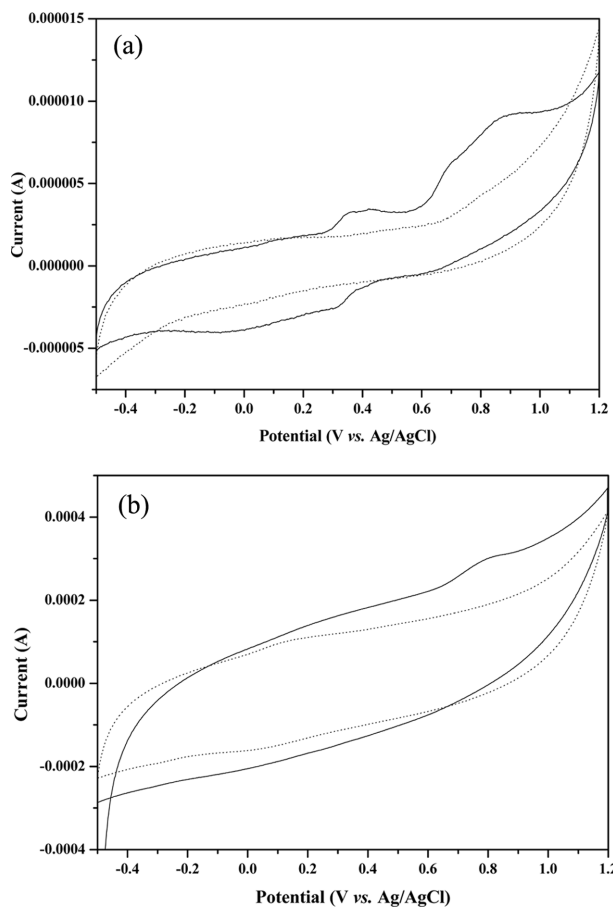 (a)
0.000015
0.000010
0.000005
0.000000
-0.000005
Current (A)
-0.4 -0.2 0.0 0.2 0.4 0.6 0.8 1.0 1.2
Potential (V vs. Ag/AgCl)
(b)
0.0004
0.0002
0.0000
-0.0002
-0.0004
Current (A)
-0.4 -0.2 0.0 0.2 0.4 0.6 0.8 1.0 1.2
Potential (V vs. Ag/AgCl)